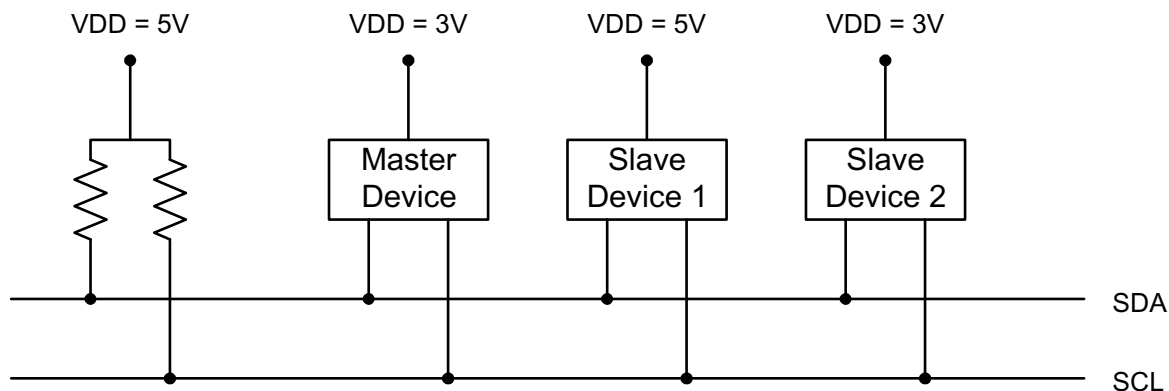 VDD = 5V
VDD = 3V
VDD = 5V
VDD = 3V
Master
Device
Slave
Device 1
Slave
Device 2
SDA
SCL